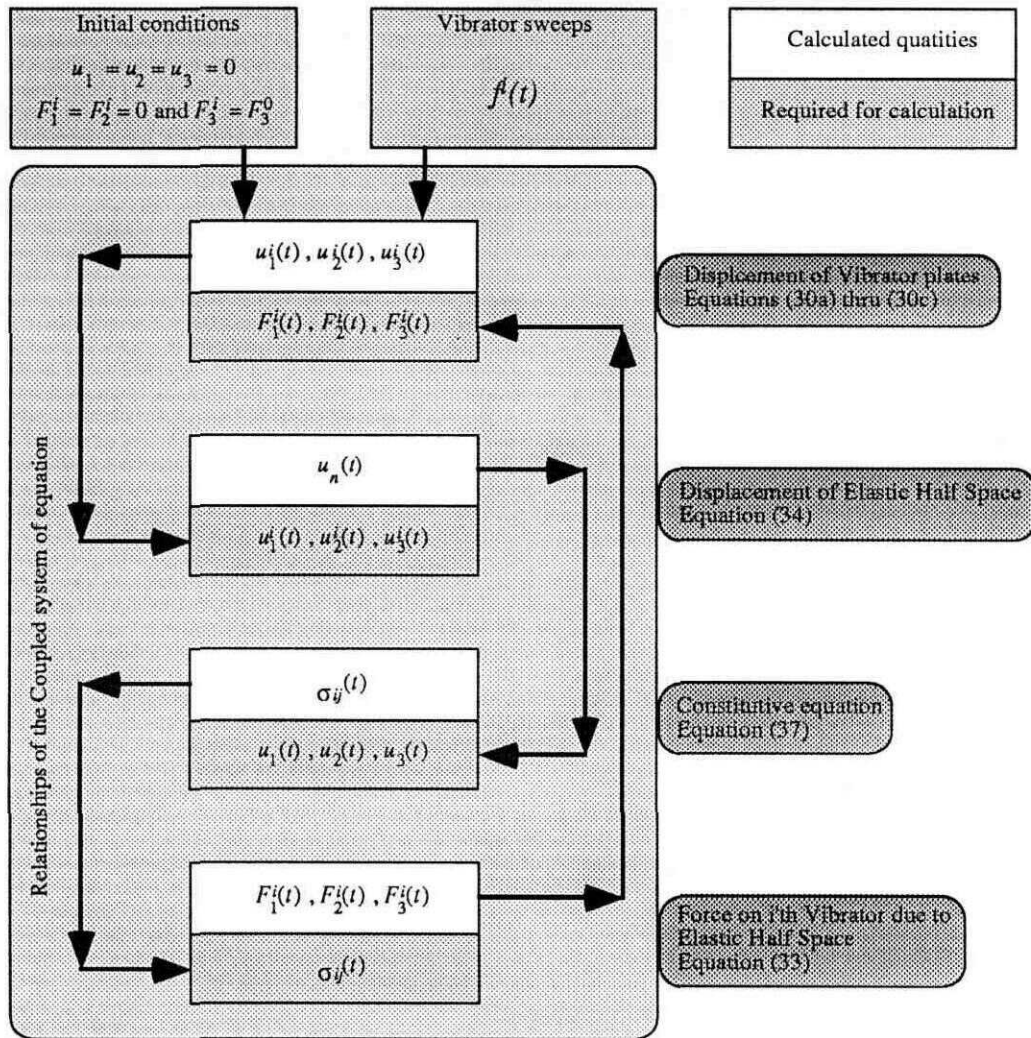 Initial conditions
u₁ = u₂ = u₃ = 0
F₁ⁱ = F₂ⁱ = 0 and F₃ⁱ = F₃⁰
Vibrator sweeps
fⁱ(t)
Calculated quatities
Required for calculation
Relationships of the Coupled system of equation
u₁ⁱ(t) , u₂ⁱ(t) , u₃ⁱ(t)
F₁ⁱ(t) , F₂ⁱ(t) , F₃ⁱ(t)
Displcement of Vibrator plates
Equations (30a) thru (30c)
uₙ(t)
u₁ⁱ(t) , u₂ⁱ(t) , u₃ⁱ(t)
Displacement of Elastic Half Space
Equation (34)
σij(t)
u₁(t) , u₂(t) , u₃(t)
Constitutive equation
Equation (37)
F₁ⁱ(t) , F₂ⁱ(t) , F₃ⁱ(t)
σij(t)
Force on i'th Vibrator due to
Elastic Half Space
Equation (33)